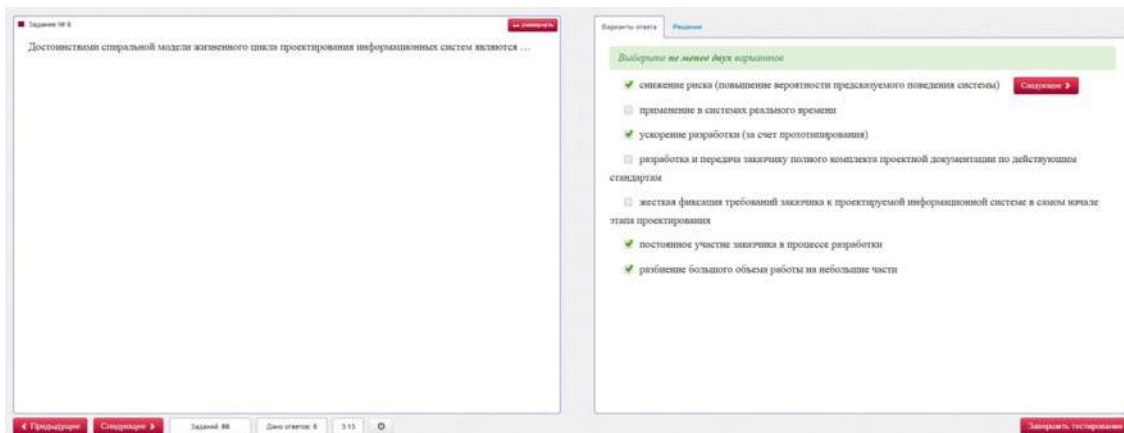 Задание № 6
Достоинствами спиральной модели жизненного цикла проектирования информационных систем являются …
Варианты ответа
Решение
Выберите не менее двух вариантов
снижение риска (повышение вероятности предсказуемого поведения системы)
Следующее
применение в системах реального времени
ускорение разработки (за счет прототипирования)
разработка и передача заказчику полного комплекта проектной документации по действующим
стандартам
жесткая фиксация требований заказчика к проектируемой информационной системе в самом начале
этапа проектирования
постоянное участие заказчика в процессе разработки
разбиение большого объема работы на небольшие части
Предыдущее
Следующее
Заданий
Дано ответов:
Завершить тестирование